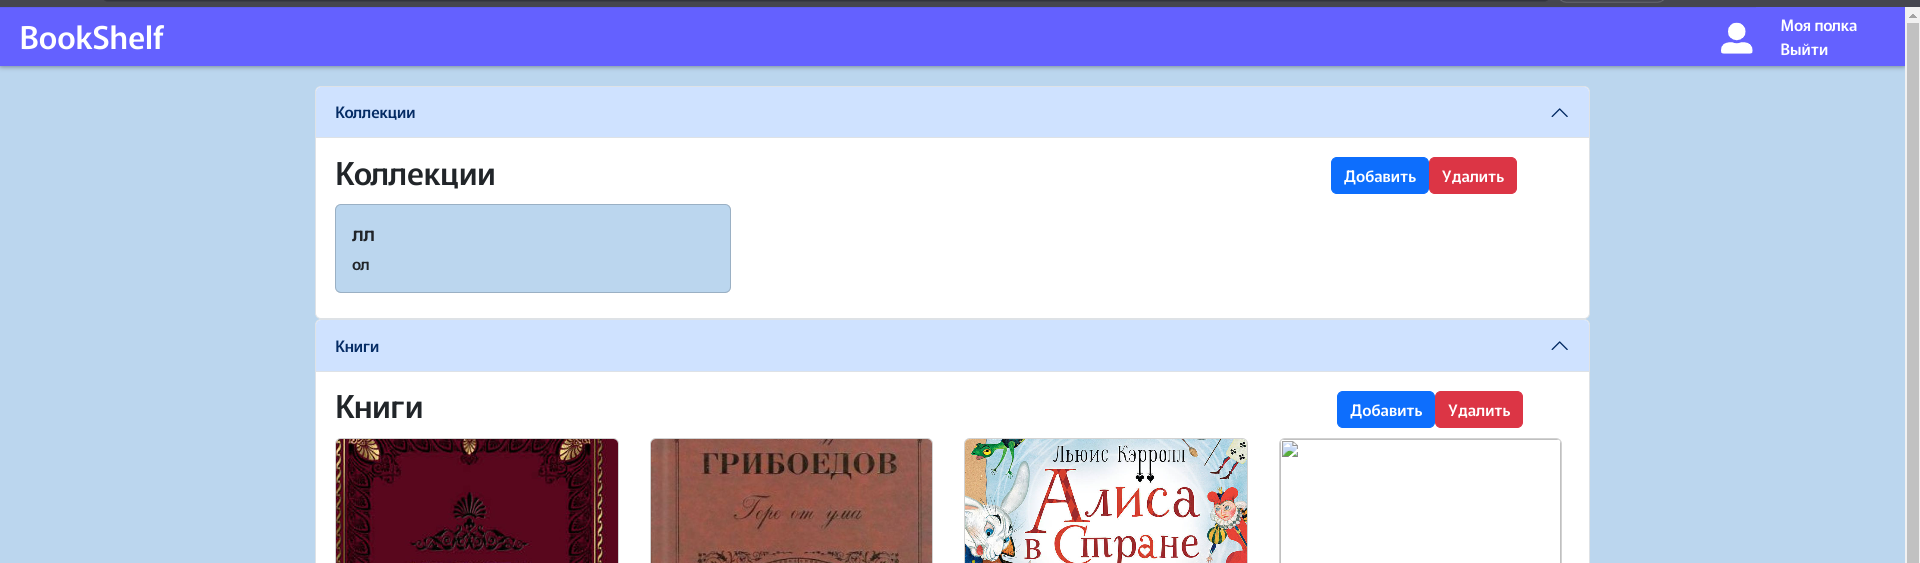 BookShelf
Моя полка
Выйти
Коллекции
Коллекции
Добавить
Удалить
лл
ол
Книги
Книги
Добавить
Удалить
ГРИБОЕДОВ
Горе от ума
Льюис Кэрролл
Алиса
в Стране